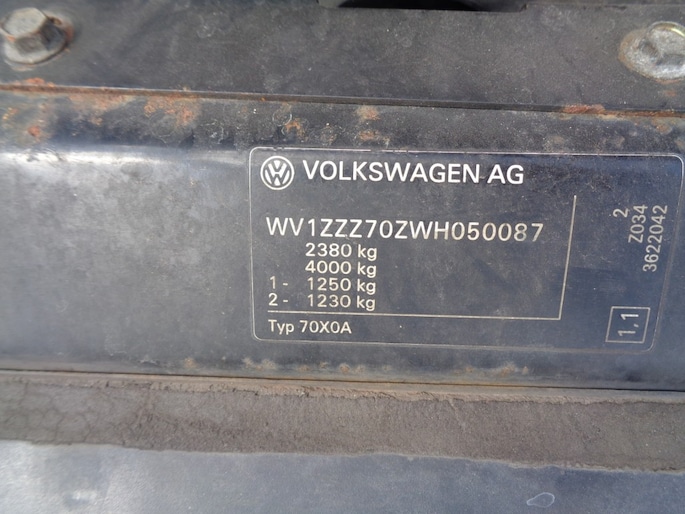 VOLKSWAGEN AG
WV1ZZZ70ZWH050087
2380 kg
4000 kg
1 - 1250 kg
2 - 1230 kg
Typ 70X0A
2
Z034
3622042
1,1